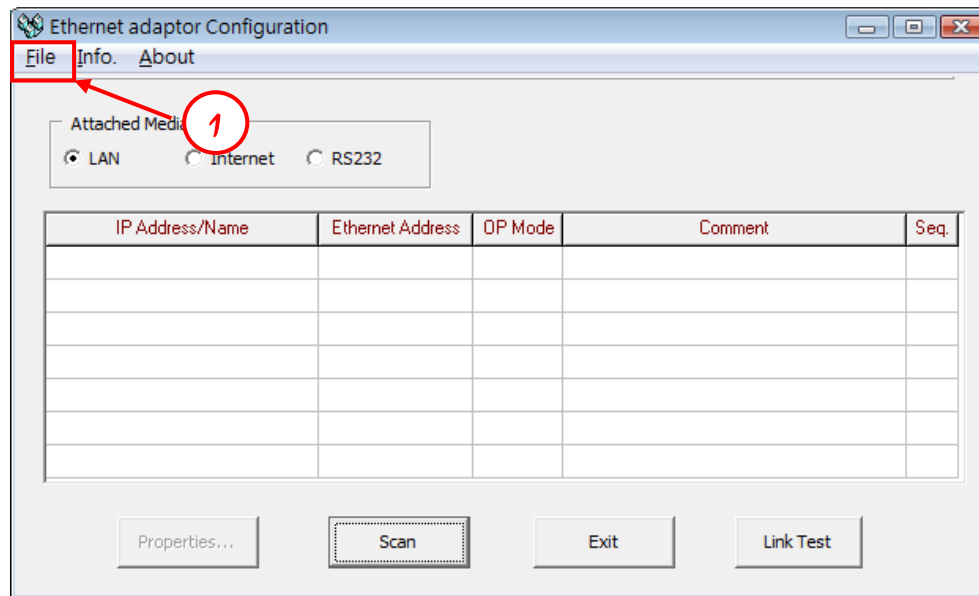 Ethernet adaptor Configuration
File Info. About
1
Attached Media
LAN Internet RS232
IP Address/Name Ethernet Address OP Mode Comment Seq.
Properties... Scan Exit Link Test